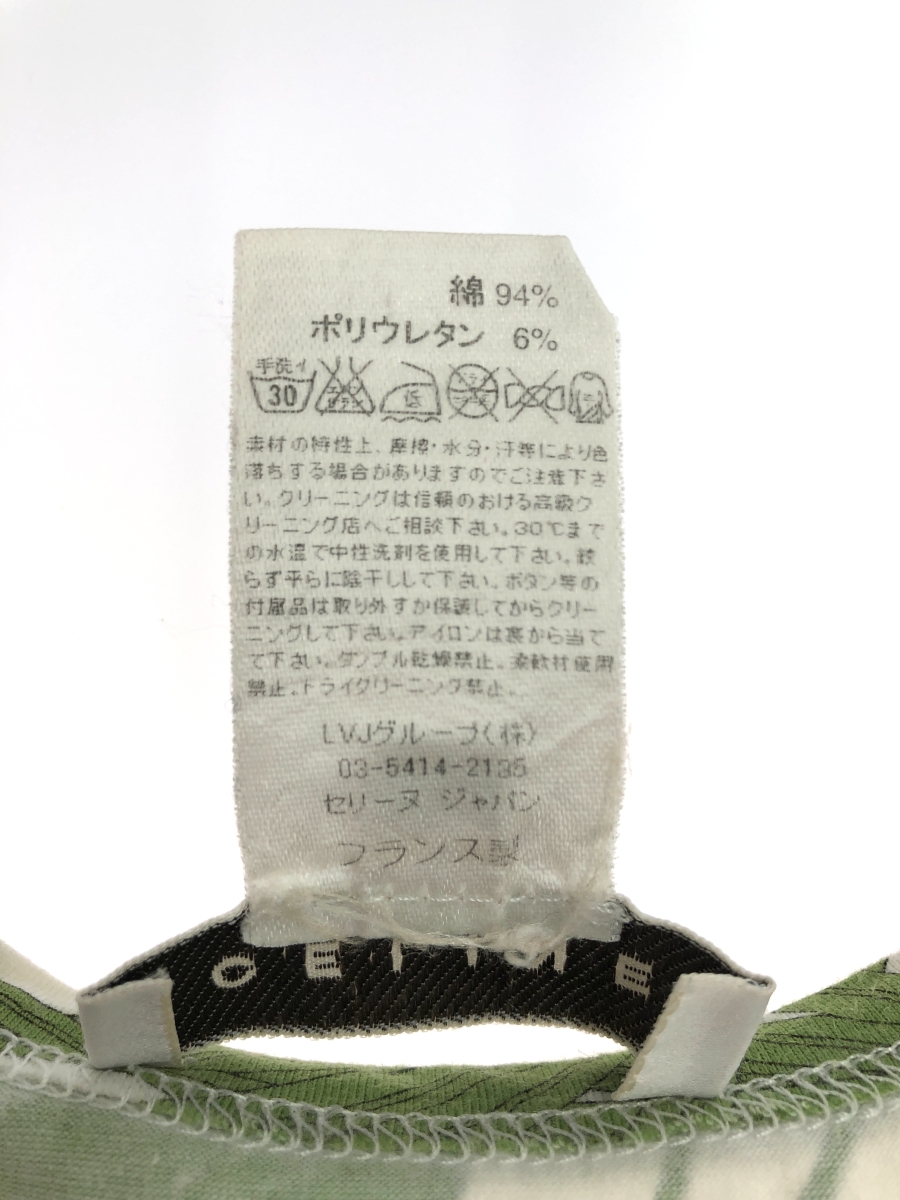 綿 94%
ポリウレタン 6%
手洗イ
30
低
素材の特性上、摩擦・水分・汗等により色
落ちする場合がありますのでご注意下さ
い。クリーニングは信頼のおける高級ク
リーニング店へご相談下さい。30℃まで
の水温で中性洗剤を使用して下さい。絞
らず平らに陰干しして下さい。ボタン等の
付属品は取り外すか保護してからクリー
ニングして下さい。アイロンは裏から当て
て下さい。タンブル乾燥禁止。柔軟材使用
禁止。ドライクリーニング禁止。
LVJグループ(株)
03-5414-2135
セリーヌ ジャパン
フランス製